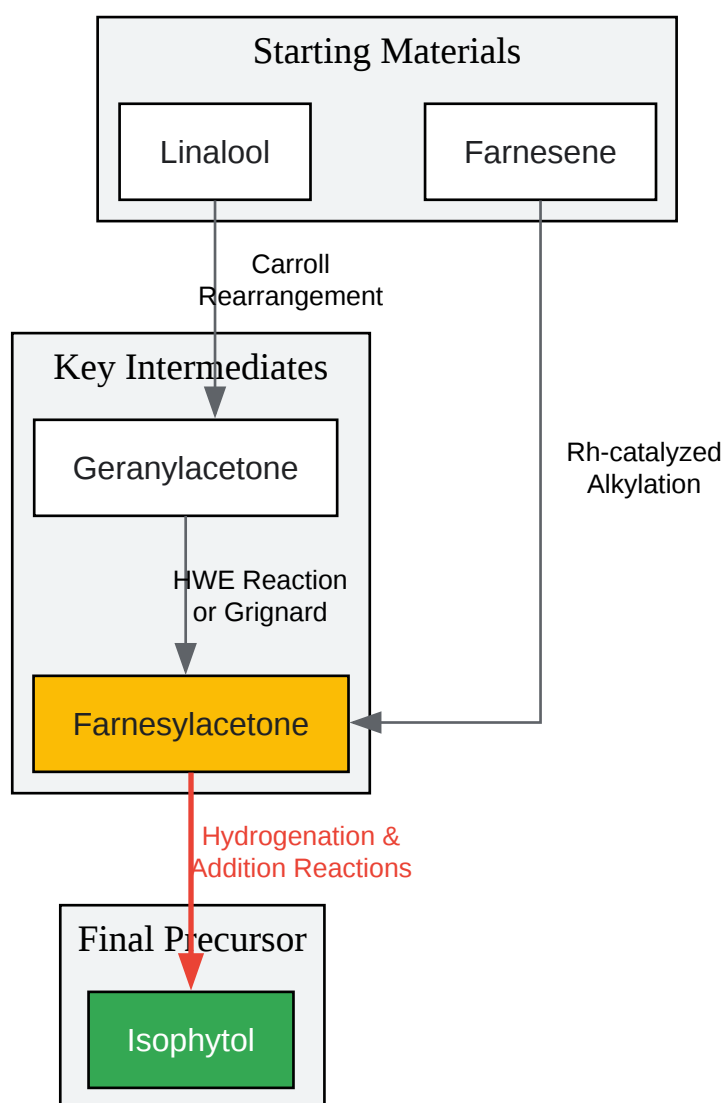 Starting Materials
Linalool
Farnesene
Carroll
Rearrangement
Key Intermediates
Geranylacetone
Rh-catalyzed
Alkylation
HWE Reaction
or Grignard
Farnesylacetone
Hydrogenation &
Addition Reactions
Final Precursor
Isophytol